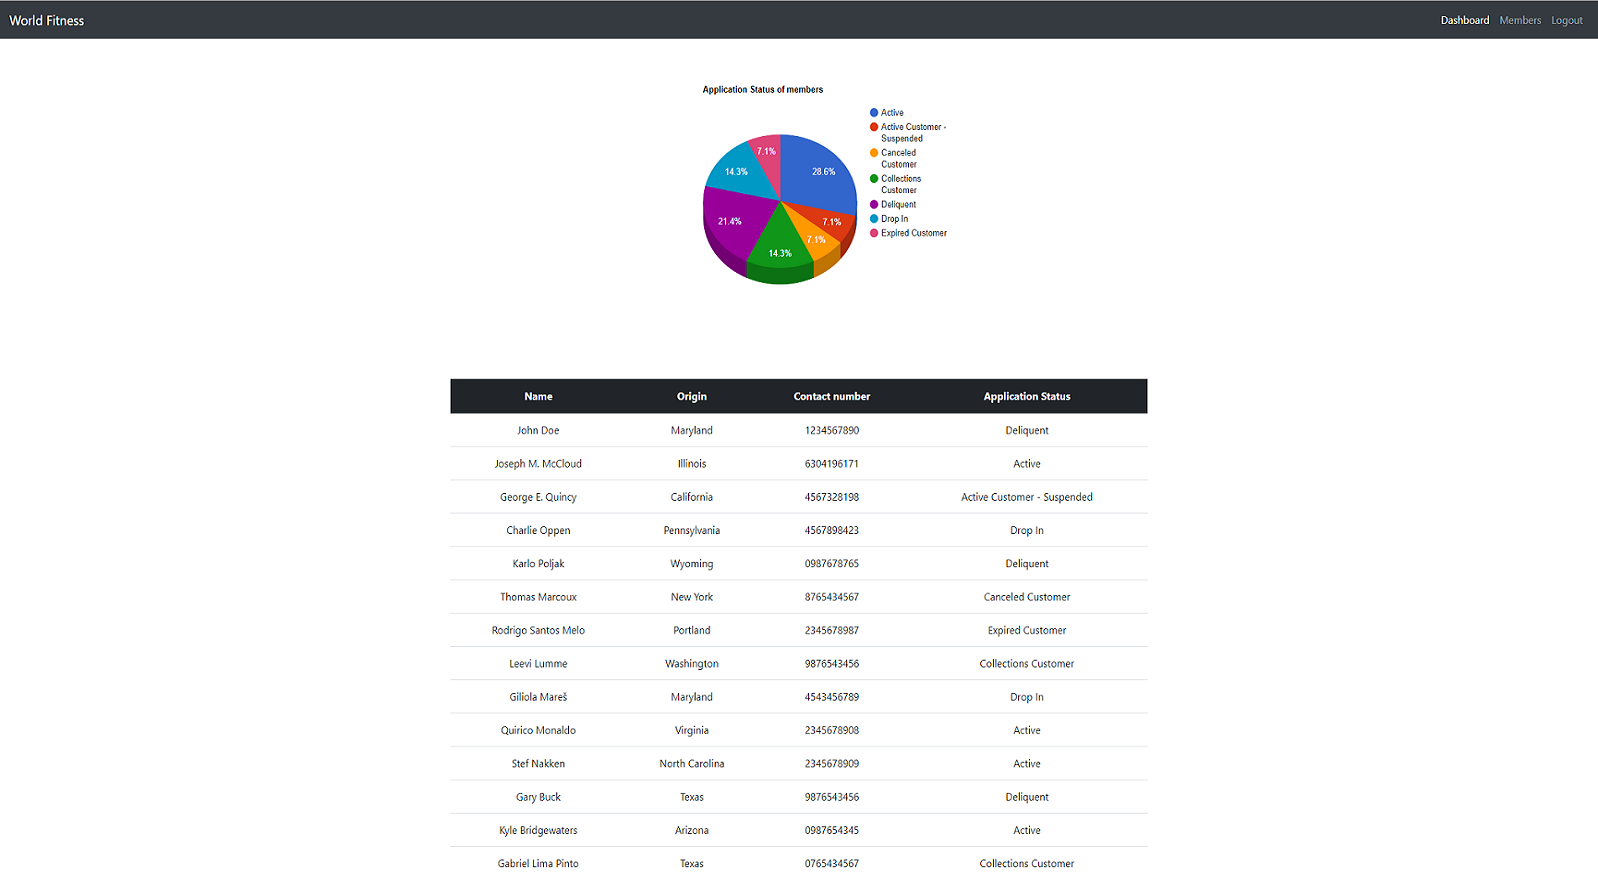 World Fitness Dashboard Members Logout
Application Status of members
Active
Active Customer -
Suspended
Canceled
Customer
Collections
Customer
Deliquent
Drop In
Expired Customer
7.1%
28.6%
14.3%
21.4%
7.1%
7.1%
14.3%
Name Origin Contact number Application Status
John Doe Maryland 1234567890 Deliquent
Joseph M. McCloud Illinois 6304196171 Active
George E. Quincy California 4567328198 Active Customer - Suspended
Charlie Oppen Pennsylvania 4567898423 Drop In
Karlo Poljak Wyoming 0987678765 Deliquent
Thomas Marcoux New York 8765434567 Canceled Customer
Rodrigo Santos Melo Portland 2345678987 Expired Customer
Leevi Lumme Washington 9876543456 Collections Customer
Giliola Mareš Maryland 4543456789 Drop In
Quirico Monaldo Virginia 2345678908 Active
Stef Nakken North Carolina 2345678909 Active
Gary Buck Texas 9876543456 Deliquent
Kyle Bridgewaters Arizona 0987654345 Active
Gabriel Lima Pinto Texas 0765434567 Collections Customer